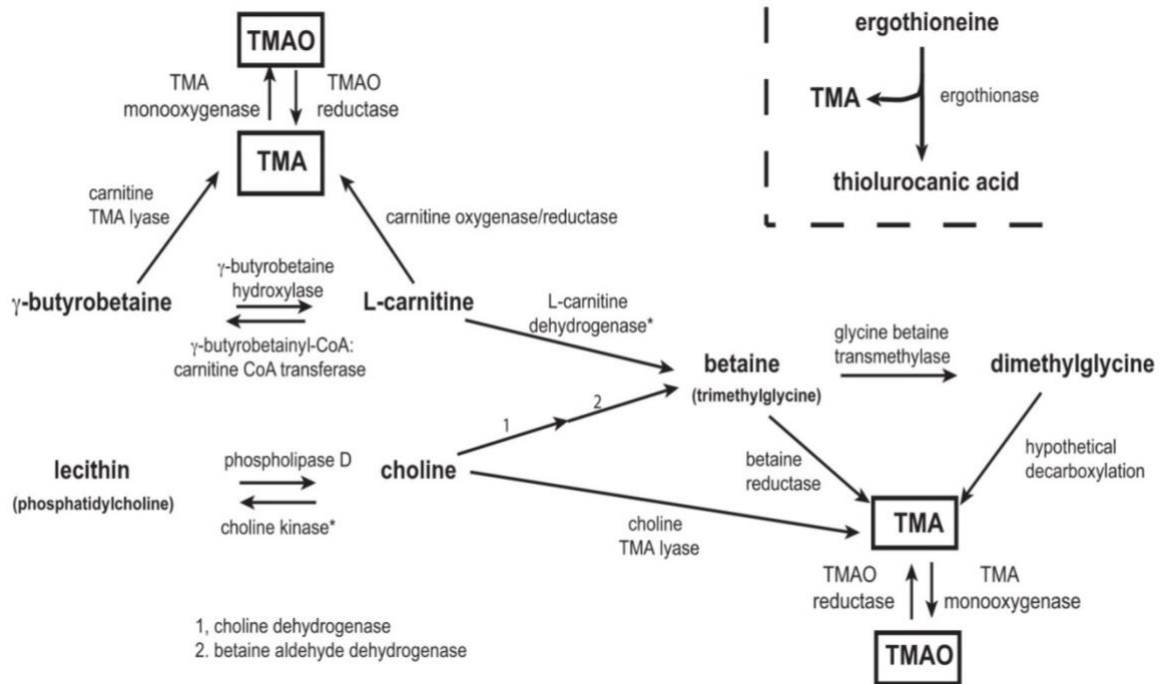 TMAO
TMA
monooxygenase
TMAO
reductase
TMA
carnitine
TMA lyase
carnitine oxygenase/reductase
γ-butyrobetaine
γ-butyrobetaine
hydroxylase
γ-butyrobetainyl-CoA:
carnitine CoA transferase
L-carnitine
L-carnitine
dehydrogenase*
ergothioneine
TMA
ergothionase
thiolurocanic acid
betaine
(trimethylglycine)
glycine betaine
transmethylase
dimethylglycine
1
2
lecithin
(phosphatidylcholine)
phospholipase D
choline kinase*
choline
betaine
reductase
hypothetical
decarboxylation
choline
TMA lyase
TMA
TMAO
reductase
TMA
monooxygenase
TMAO
1, choline dehydrogenase
2. betaine aldehyde dehydrogenase